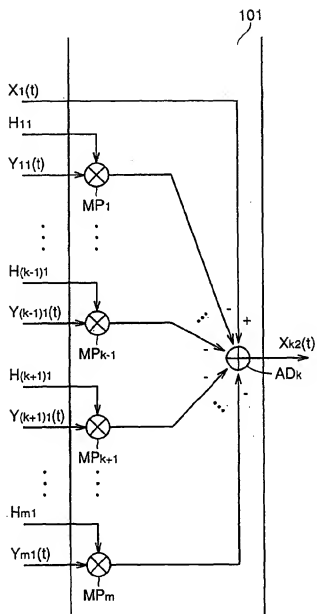 101
X1(t)
H11
Y11(t)
MP1
H(k-1)1
Y(k-1)1(t)
MPk-1
- +
-
Xk2(t)
-
ADk
-
H(k+1)1
Y(k+1)1(t)
MPk+1
Hm1
Ym1(t)
MPm